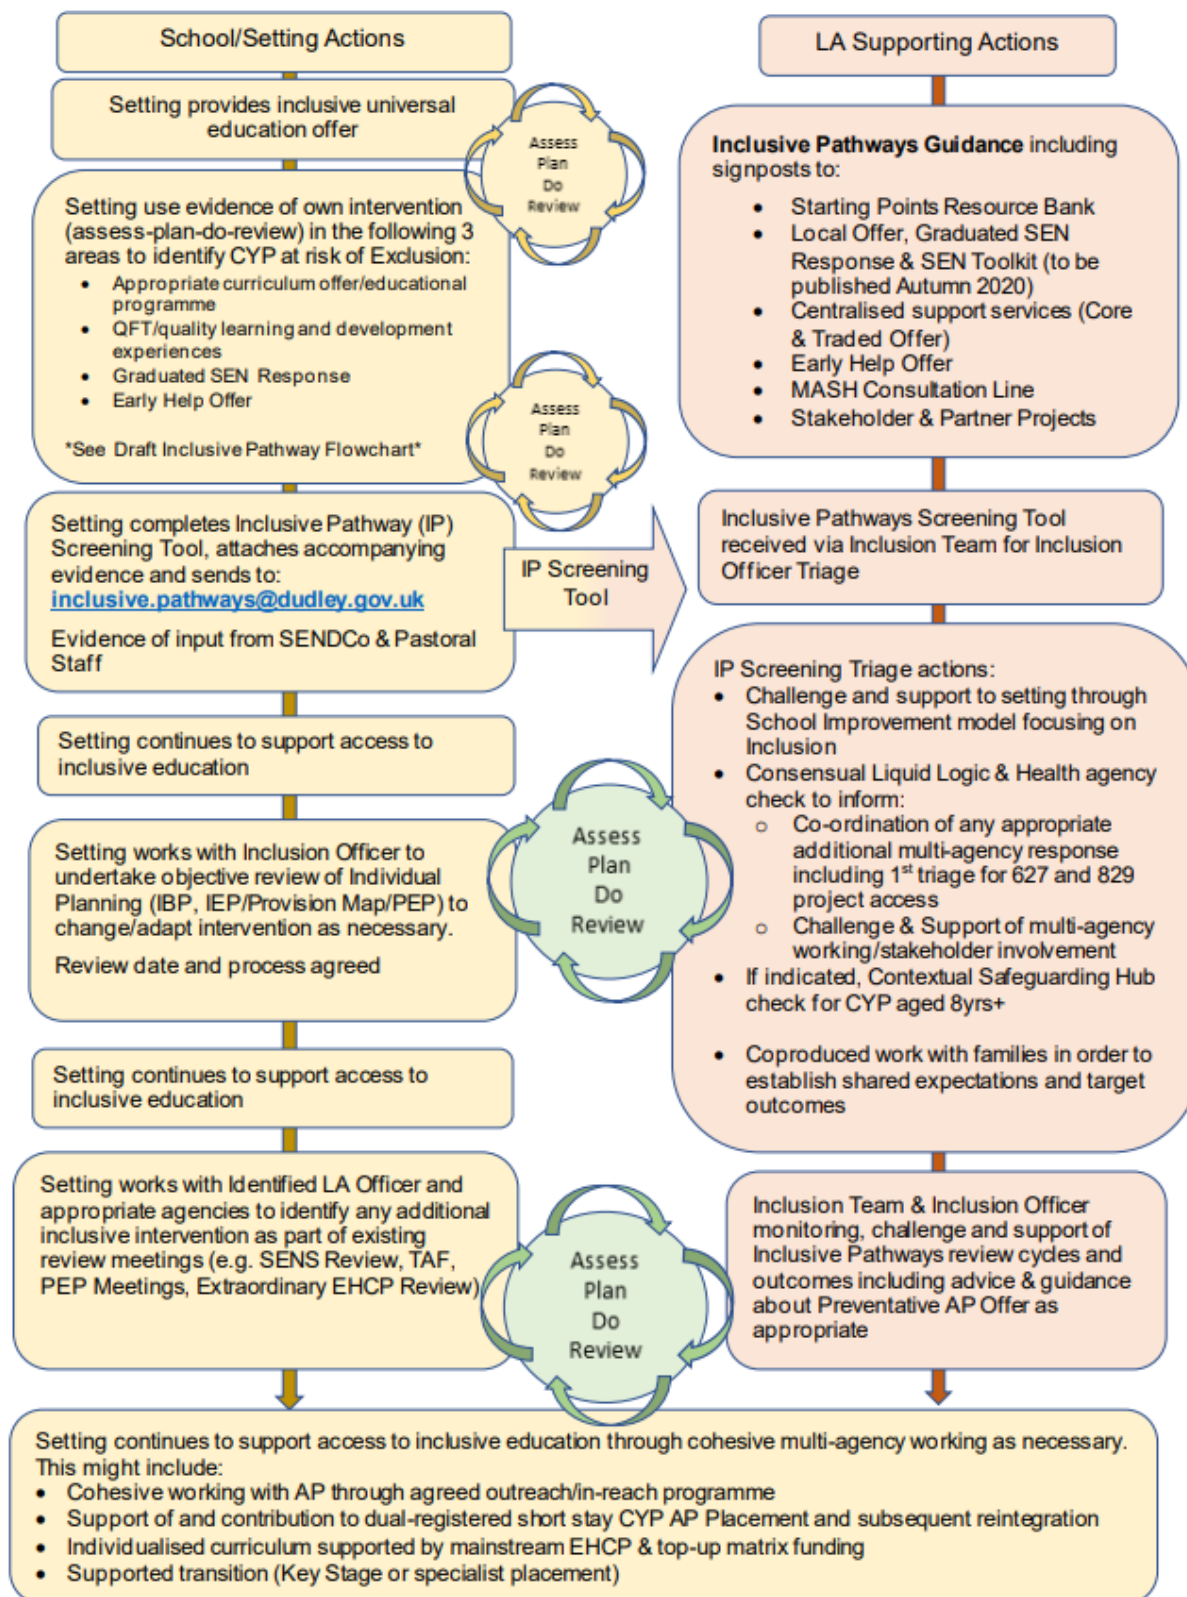 School/Setting Actions
Setting provides inclusive universal
education offer
Setting use evidence of own intervention
(assess-plan-do-review) in the following 3
areas to identify CYP at risk of Exclusion:
• Appropriate curriculum offer/educational
programme
• QFT/quality learning and development
experiences
• Graduated SEN Response
• Early Help Offer
*See Draft Inclusive Pathway Flowchart*
Assess
Plan
Do
Review
Assess
Plan
Do
Review
LA Supporting Actions
Inclusive Pathways Guidance including
signposts to:
• Starting Points Resource Bank
• Local Offer, Graduated SEN
Response & SEN Toolkit (to be
published Autumn 2020)
• Centralised support services (Core
& Traded Offer)
• Early Help Offer
• MASH Consultation Line
• Stakeholder & Partner Projects
Setting completes Inclusive Pathway (IP)
Screening Tool, attaches accompanying
evidence and sends to:
inclusive.pathways@dudley.gov.uk
Evidence of input from SENDCo & Pastoral
Staff
IP Screening
Tool
Inclusive Pathways Screening Tool
received via Inclusion Team for Inclusion
Officer Triage
Setting continues to support access to
inclusive education
Setting works with Inclusion Officer to
undertake objective review of Individual
Planning (IBP, IEP/Provision Map/PEP) to
change/adapt intervention as necessary.
Review date and process agreed
Setting continues to support access to
inclusive education
Assess
Plan
Do
Review
IP Screening Triage actions:
• Challenge and support to setting through
School Improvement model focusing on
Inclusion
• Consensual Liquid Logic & Health agency
check to inform:
o Co-ordination of any appropriate
additional multi-agency response
including 1st triage for 627 and 829
project access
o Challenge & Support of multi-agency
working/stakeholder involvement
• If indicated, Contextual Safeguarding Hub
check for CYP aged 8yrs+
• Coproduced work with families in order to
establish shared expectations and target
outcomes
Setting works with Identified LA Officer and
appropriate agencies to identify any additional
inclusive intervention as part of existing
review meetings (e.g. SENS Review, TAF,
PEP Meetings, Extraordinary EHCP Review)
Assess
Plan
Do
Review
Inclusion Team & Inclusion Officer
monitoring, challenge and support of
Inclusive Pathways review cycles and
outcomes including advice & guidance
about Preventative AP Offer as
appropriate
Setting continues to support access to inclusive education through cohesive multi-agency working as necessary.
This might include:
• Cohesive working with AP through agreed outreach/in-reach programme
• Support of and contribution to dual-registered short stay CYP AP Placement and subsequent reintegration
• Individualised curriculum supported by mainstream EHCP & top-up matrix funding
• Supported transition (Key Stage or specialist placement)